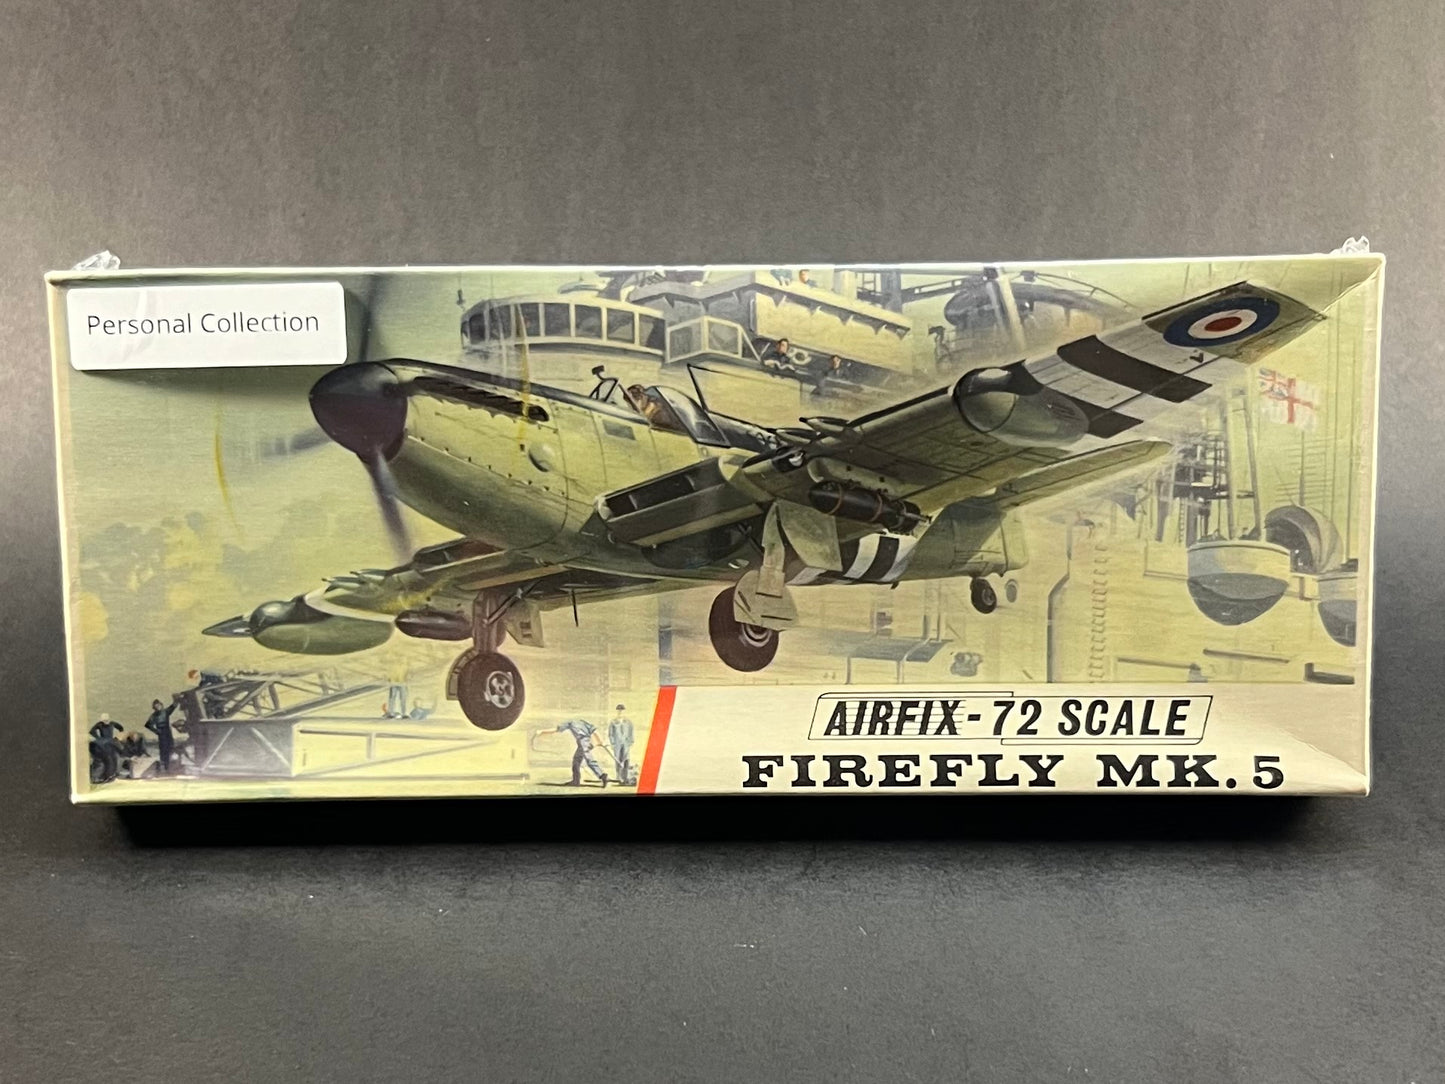 Personal Collection
AIRFIX-72 SCALE
FIREFLY MK.5